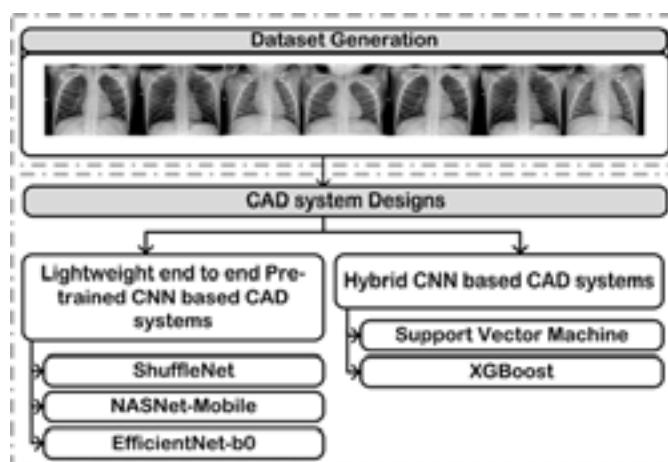 Dataset Generation
CAD system Designs
Lightweight end to end Pre-
trained CNN based CAD
systems
ShuffleNet
NASNet-Mobile
EfficientNet-b0
Hybrid CNN based CAD systems
Support Vector Machine
XGBoost